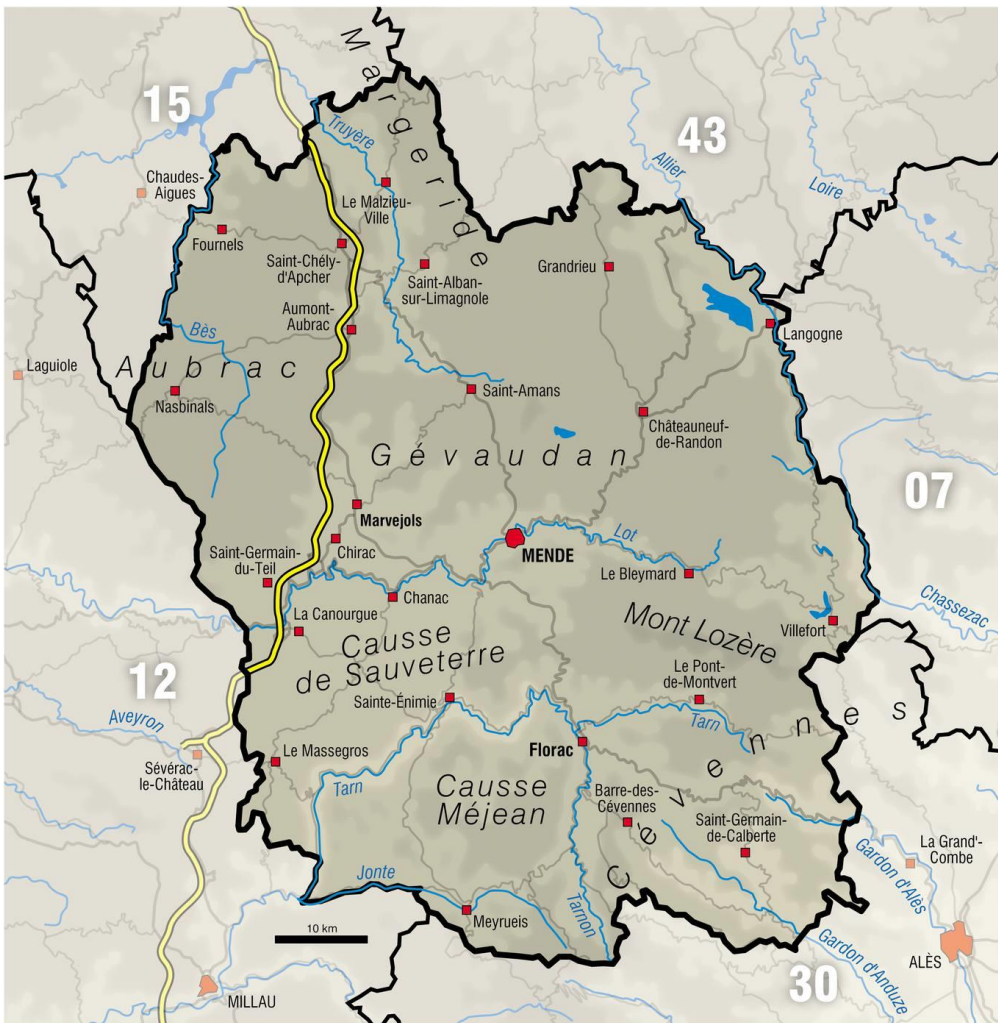 Margeride
15
43
Truyère
Allier
Loire
Chaudes-
Aigues
Le Malzieu-
Ville
Fournels
Saint-Chély-
d'Apcher
Saint-Alban-
sur-Limagnole
Grandrieu
Aumont-
Aubrac
Langogne
Bès
Laguiole
Aubrac
Nasbinals
Saint-Amans
Châteauneuf-
de-Randon
Gévaudan
07
Marvejols
Chirac
MENDE
Lot
Saint-Germain-
du-Teil
Le Bleymard
Chanac
Chassezac
La Canourgue
Mont Lozère
Villefort
Causse
de Sauveterre
12
Le Pont-
de-Montvert
Sainte-Énimie
Aveyron
Tarn
Cévennes
Florac
Le Massegros
Sévérac-
le-Château
Tarn
Causse
Méjean
Barre-des-
Cévennes
Saint-Germain-
de-Calberte
La Grand'-
Combe
Gardon d'Alès
Jonte
Meyrueis
Tarnon
10 km
ALÈS
Gardon d'Anduze
30
MILLAU